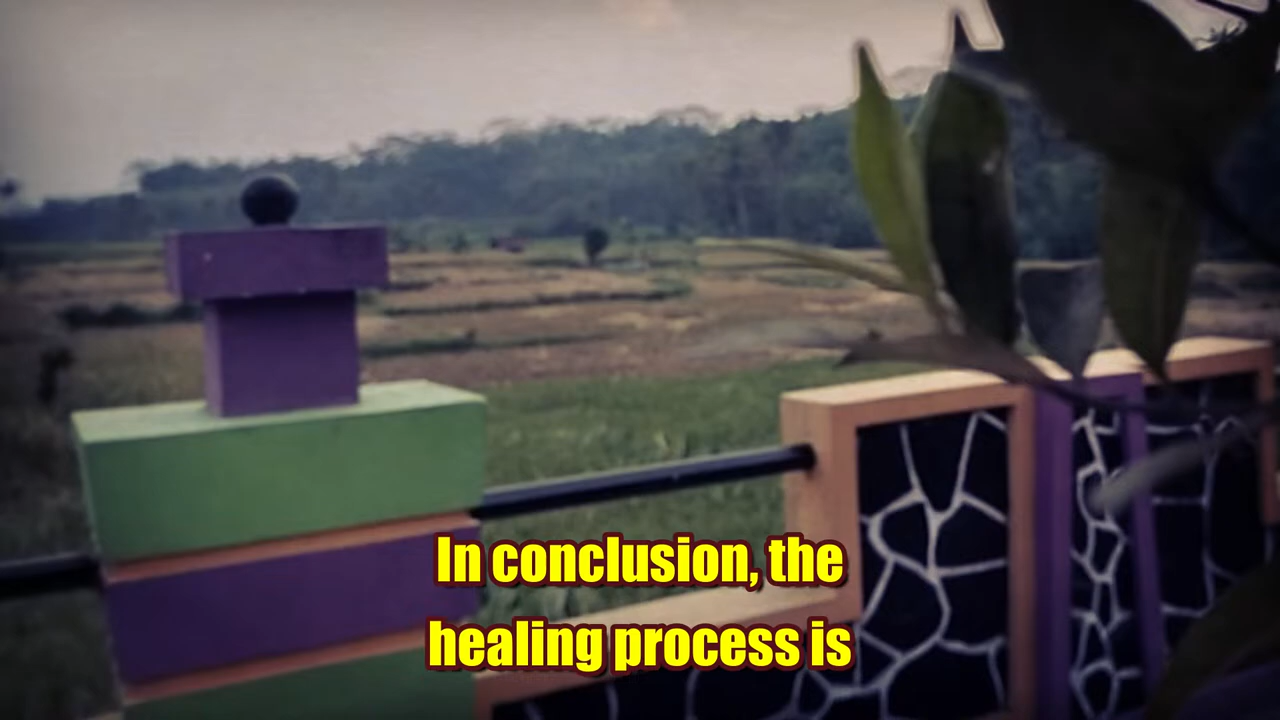 In conclusion, the
healing process is